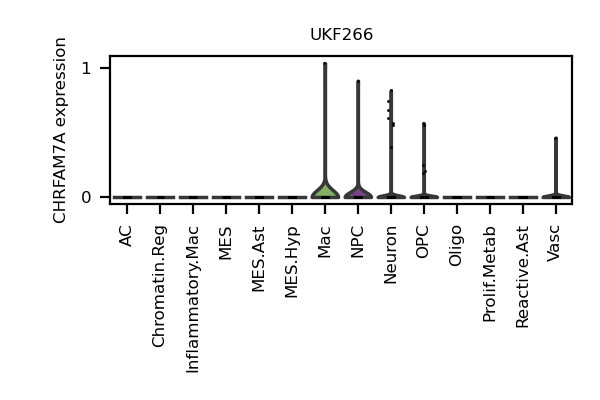 UKF266
CHRFAM7A expression
1
0
AC
Chromatin.Reg
Inflammatory.Mac
MES
MES.Ast
MES.Hyp
Mac
NPC
Neuron
OPC
Oligo
Prolif.Metab
Reactive.Ast
Vasc